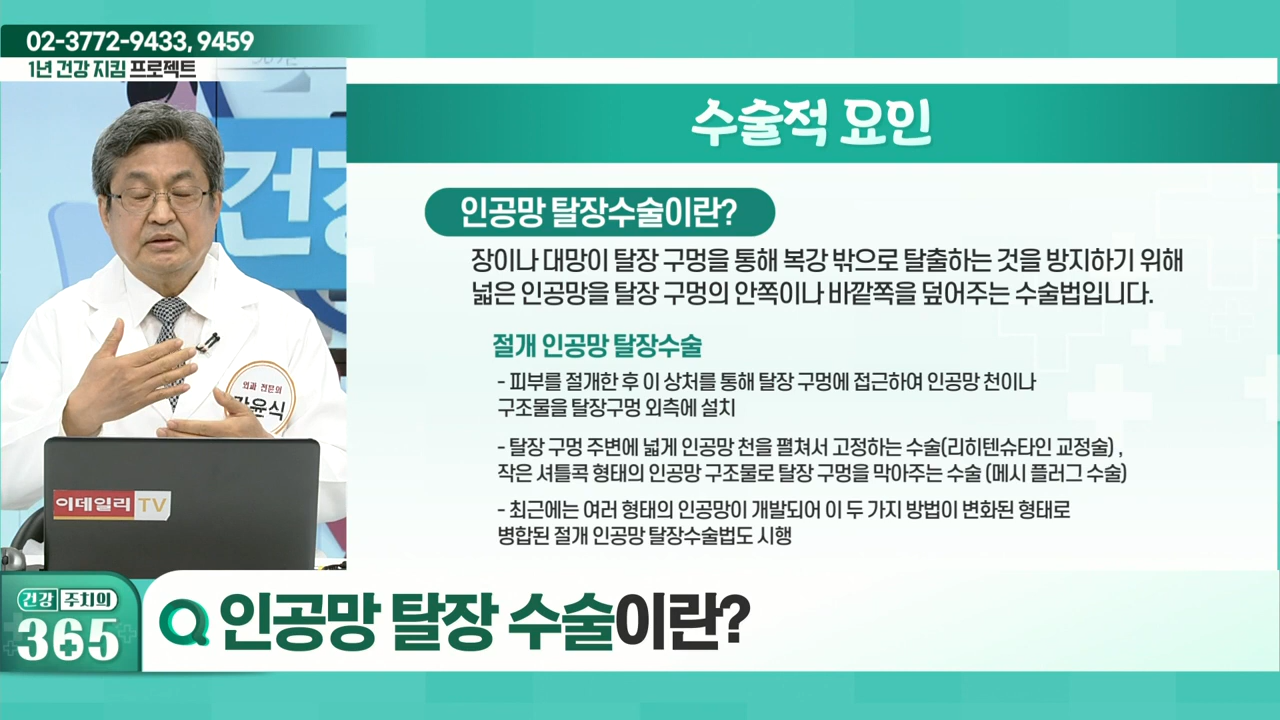 02-3772-9433, 9459
1년 건강 지킴 프로젝트
수술적 요인
인공망 탈장수술이란?
장이나 대망이 탈장 구멍을 통해 복강 밖으로 탈출하는 것을 방지하기 위해
넓은 인공망을 탈장 구멍의 안쪽이나 바깥쪽을 덮어주는 수술법입니다.
절개 인공망 탈장수술
- 피부를 절개한 후 이 상처를 통해 탈장 구멍에 접근하여 인공망 천이나
구조물을 탈장구멍 외측에 설치
- 탈장 구멍 주변에 넓게 인공망 천을 펼쳐서 고정하는 수술(리히텐슈타인 교정술) ,
작은 셔틀콕 형태의 인공망 구조물로 탈장 구멍을 막아주는 수술 (메시 플러그 수술)
- 최근에는 여러 형태의 인공망이 개발되어 이 두 가지 방법이 변화된 형태로
병합된 절개 인공망 탈장수술법도 시행
외과 전문의
강윤식
이데일리 TV
건강 주치의
365
Q 인공망 탈장 수술이란?